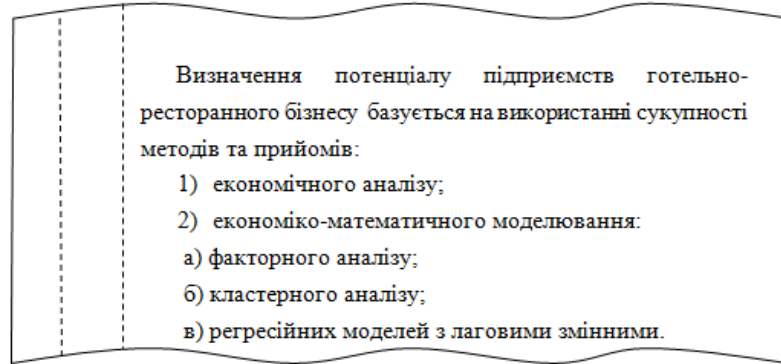 Визначення потенціалу підприємств готельно-
ресторанного бізнесу базується на використанні сукупності
методів та прийомів:
1) економічного аналізу;
2) економіко-математичного моделювання:
а) факторного аналізу;
б) кластерного аналізу;
в) регресійних моделей з лаговими змінними.